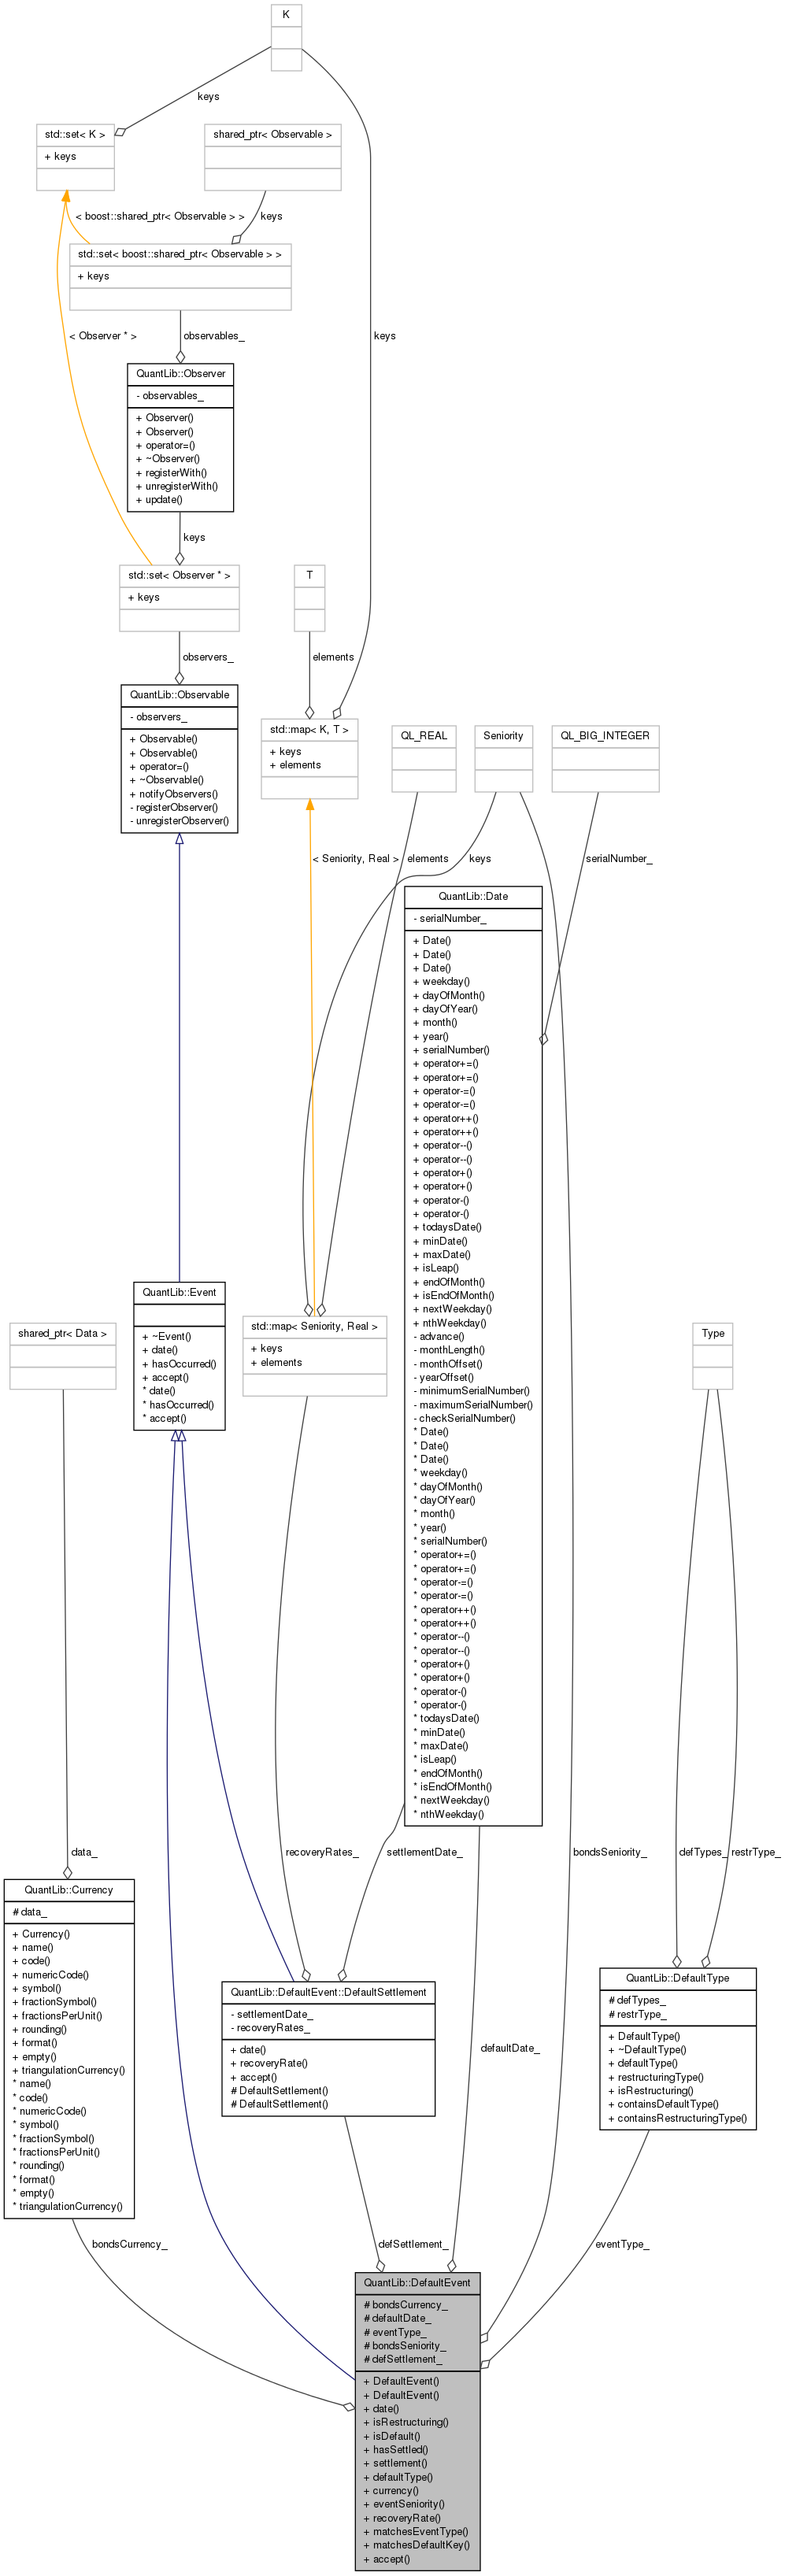 K
keys
std::set< K >
+ keys
shared_ptr< Observable >
< boost::shared_ptr< Observable > >
keys
std::set< boost::shared_ptr< Observable > >
+ keys
< Observer * >
observables_
keys
QuantLib::Observer
- observables_
+ Observer()
+ Observer()
+ operator=()
+ ~Observer()
+ registerWith()
+ unregisterWith()
+ update()
keys
std::set< Observer * >
+ keys
T
observers_
elements
QuantLib::Observable
- observers_
+ Observable()
+ Observable()
+ operator=()
+ ~Observable()
+ notifyObservers()
- registerObserver()
- unregisterObserver()
std::map< K, T >
+ keys
+ elements
QL_REAL
Seniority
QL_BIG_INTEGER
< Seniority, Real >
elements
keys
serialNumber_
QuantLib::Date
- serialNumber_
+ Date()
+ Date()
+ Date()
+ weekday()
+ dayOfMonth()
+ dayOfYear()
+ month()
+ year()
+ serialNumber()
+ operator+=()
+ operator+=()
+ operator-=()
+ operator-=()
+ operator++()
+ operator++()
+ operator--()
+ operator--()
+ operator+()
+ operator+()
+ operator-()
+ operator-()
+ todaysDate()
+ minDate()
+ maxDate()
+ isLeap()
+ endOfMonth()
+ isEndOfMonth()
+ nextWeekday()
+ nthWeekday()
- advance()
- monthLength()
- monthOffset()
- yearOffset()
- minimumSerialNumber()
- maximumSerialNumber()
- checkSerialNumber()
* Date()
* Date()
* Date()
* weekday()
* dayOfMonth()
* dayOfYear()
* month()
* year()
* serialNumber()
* operator+=()
* operator+=()
* operator-=()
* operator-=()
* operator++()
* operator++()
* operator--()
* operator--()
* operator+()
* operator+()
* operator-()
* operator-()
* todaysDate()
* minDate()
* maxDate()
* isLeap()
* endOfMonth()
* isEndOfMonth()
* nextWeekday()
* nthWeekday()
QuantLib::Event
+ ~Event()
+ date()
+ hasOccurred()
+ accept()
* date()
* hasOccurred()
* accept()
shared_ptr< Data >
std::map< Seniority, Real >
+ keys
+ elements
Type
data_
recoveryRates_
settlementDate_
bondsSeniority_
defTypes_
restrType_
QuantLib::Currency
# data_
+ Currency()
+ name()
+ code()
+ numericCode()
+ symbol()
+ fractionSymbol()
+ fractionsPerUnit()
+ rounding()
+ format()
+ empty()
+ triangulationCurrency()
* name()
* code()
* numericCode()
* symbol()
* fractionSymbol()
* fractionsPerUnit()
* rounding()
* format()
* empty()
* triangulationCurrency()
QuantLib::DefaultEvent::DefaultSettlement
- settlementDate_
- recoveryRates_
+ date()
+ recoveryRate()
+ accept()
# DefaultSettlement()
# DefaultSettlement()
defaultDate_
QuantLib::DefaultType
# defTypes_
# restrType_
+ DefaultType()
+ ~DefaultType()
+ defaultType()
+ restructuringType()
+ isRestructuring()
+ containsDefaultType()
+ containsRestructuringType()
bondsCurrency_
defSettlement_
eventType_
QuantLib::DefaultEvent
# bondsCurrency_
# defaultDate_
# eventType_
# bondsSeniority_
# defSettlement_
+ DefaultEvent()
+ DefaultEvent()
+ date()
+ isRestructuring()
+ isDefault()
+ hasSettled()
+ settlement()
+ defaultType()
+ currency()
+ eventSeniority()
+ recoveryRate()
+ matchesEventType()
+ matchesDefaultKey()
+ accept()